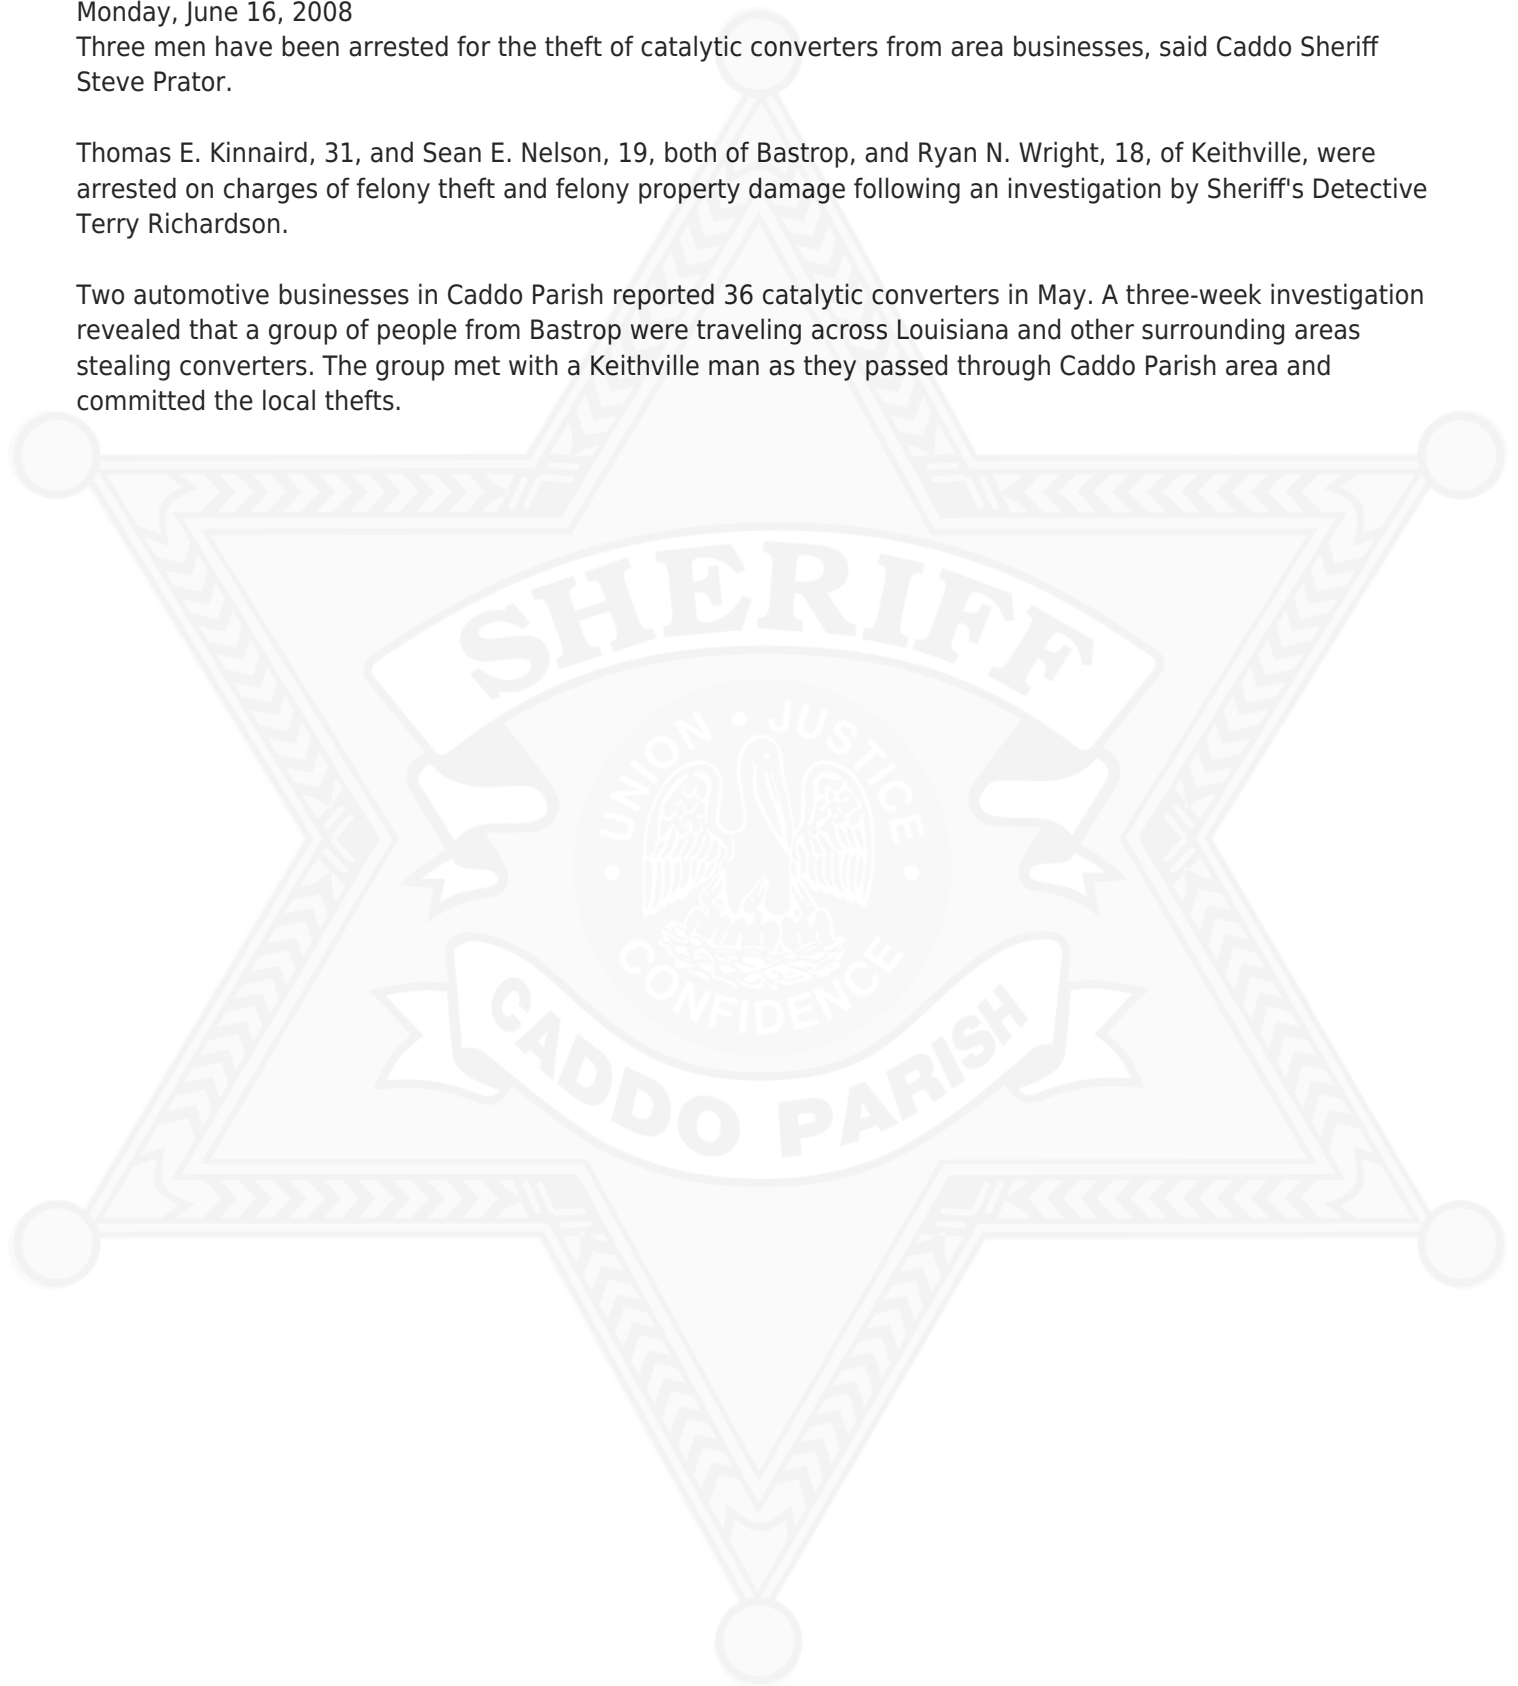 Monday, June 16, 2008
Three men have been arrested for the theft of catalytic converters from area businesses, said Caddo Sheriff
Steve Prator.
Thomas E. Kinnaird, 31, and Sean E. Nelson, 19, both of Bastrop, and Ryan N. Wright, 18, of Keithville, were
arrested on charges of felony theft and felony property damage following an investigation by Sheriff's Detective
Terry Richardson.
Two automotive businesses in Caddo Parish reported 36 catalytic converters in May. A three-week investigation
revealed that a group of people from Bastrop were traveling across Louisiana and other surrounding areas
stealing converters. The group met with a Keithville man as they passed through Caddo Parish area and
committed the local thefts.
SHERIFF
UNION • JUSTICE
• CONFIDENCE •
CADDO PARISH